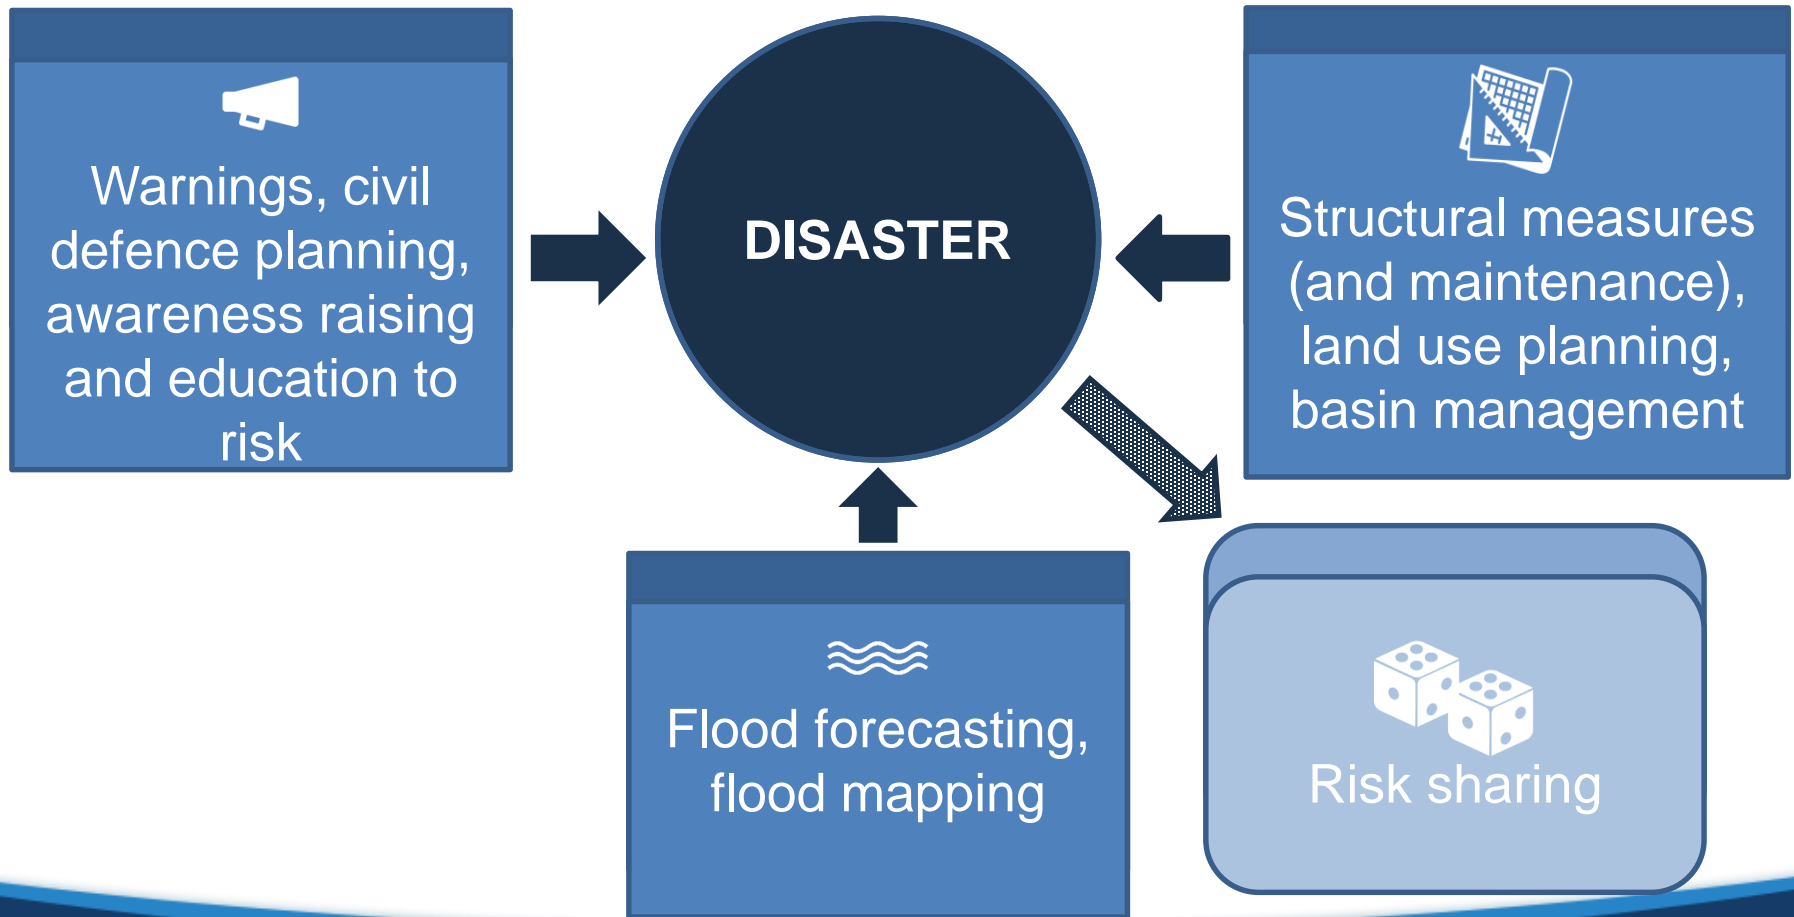 Warnings, civil
defence planning,
awareness raising
and education to
risk
DISASTER
Structural measures
(and maintenance),
land use planning,
basin management
Flood forecasting,
flood mapping
Risk sharing